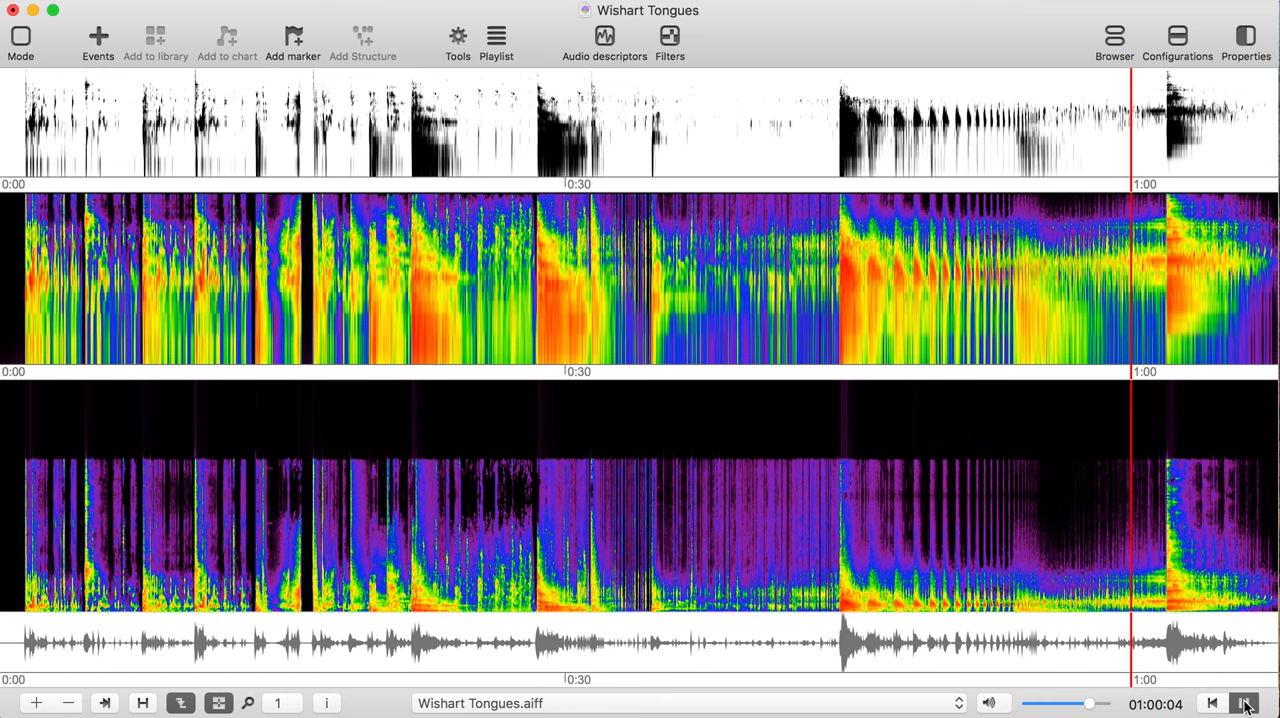 Wishart Tongues
Mode Events Add to library Add to chart Add marker Add Structure Tools Playlist Audio descriptors Filters Browser Configurations Properties
0:00 0:30 1:00
0:00 0:30 1:00
0:00 0:30 1:00
1 i Wishart Tongues.aiff 01:00:04